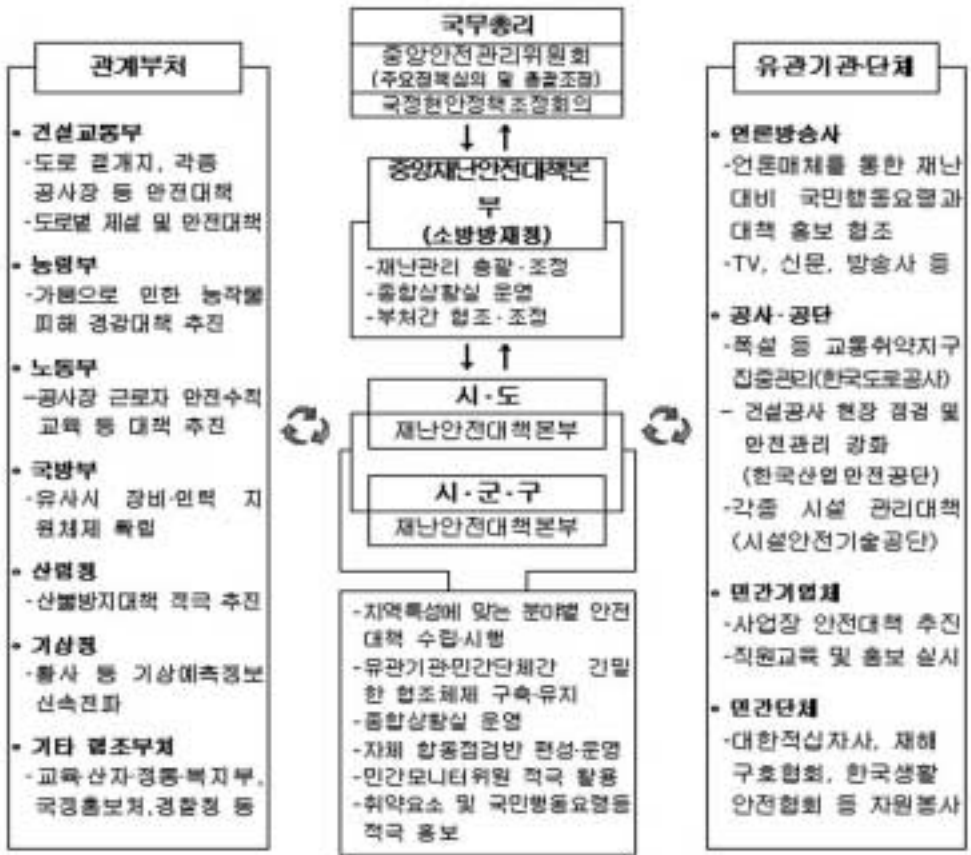 관계부처
• 건설교통부
-도로 절개지, 각종
공사장 등 안전대책
-도로별 제설 및 안전대책
• 농림부
-가뭄으로 인한 농작물
피해 경감대책 추진
• 노동부
-공사장 근로자 안전수칙
교육 등 대책 추진
• 국방부
-유사시 장비·인력 지
원체제 확립
• 산림청
-산불방지대책 적극 추진
• 기상청
-황사 등 기상예측정보
신속전파
• 기타 협조부처
-교육·산자·정통·복지부,
국정홍보처,경찰청 등
국무총리
중앙안전관리위원회
(주요정책심의 및 총괄조정)
국정현안정책조정회의
↓ ↑
중앙재난안전대책본
부
(소방방재청)
-재난관리 총괄·조정
-종합상황실 운영
-부처간 협조·조정
↓ ↑
시·도
재난안전대책본부
시·군·구
재난안전대책본부
-지역특성에 맞는 분야별 안전
대책 수립·시행
-유관기관·민간단체간 긴밀
한 협조체제 구축·유지
-종합상황실 운영
-자체 합동점검반 편성·운영
-민간모니터위원 적극 활용
-취약요소 및 국민행동요령등
적극 홍보
유관기관·단체
• 언론방송사
-언론매체를 통한 재난
대비 국민행동요령과
대책 홍보 협조
-TV, 신문, 방송사 등
• 공사·공단
-폭설 등 교통취약지구
집중관리(한국도로공사)
- 건설공사 현장 점검 및
안전관리 강화
(한국산업안전공단)
-각종 시설 관리대책
(시설안전기술공단)
• 민간기업체
-사업장 안전대책 추진
-직원교육 및 홍보 실시
• 민간단체
-대한적십자사, 재해
구호협회, 한국생활
안전협회 등 자원봉사